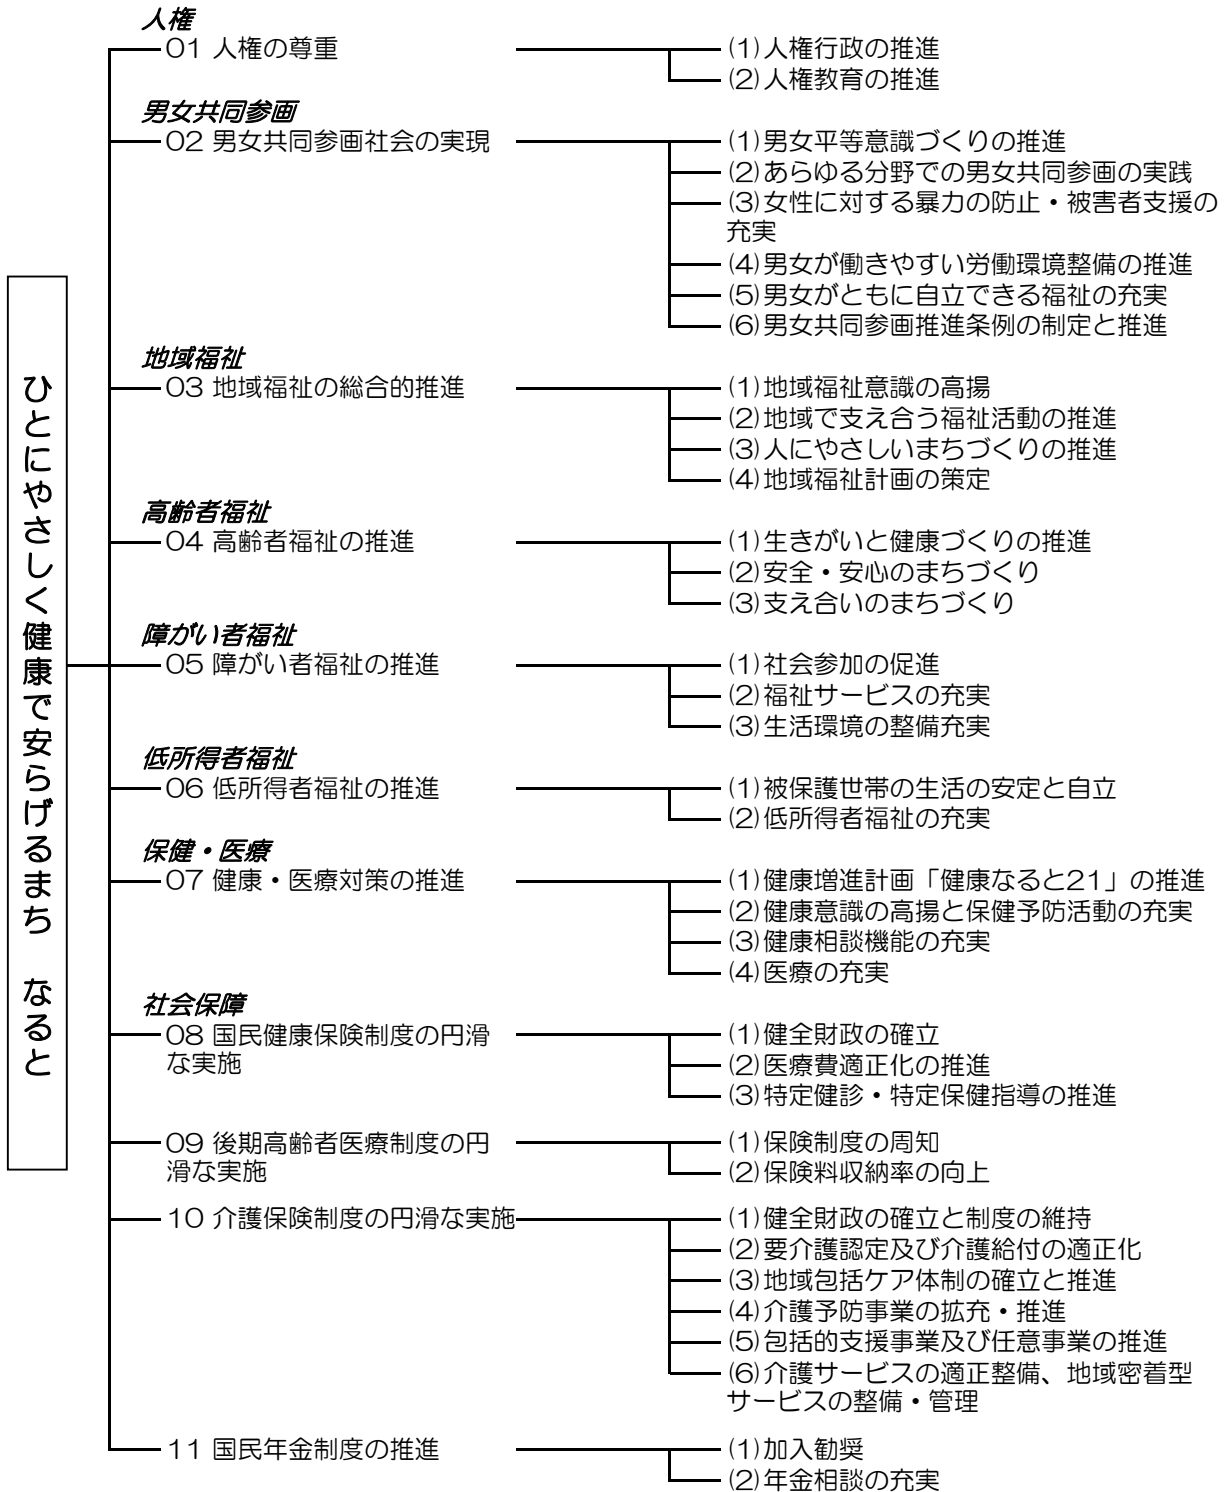 ひとにやさしく健康で安らげるまち　なると
人権
01 人権の尊重
(1)人権行政の推進
(2)人権教育の推進
男女共同参画
02 男女共同参画社会の実現
(1)男女平等意識づくりの推進
(2)あらゆる分野での男女共同参画の実践
(3)女性に対する暴力の防止・被害者支援の
充実
(4)男女が働きやすい労働環境整備の推進
(5)男女がともに自立できる福祉の充実
(6)男女共同参画推進条例の制定と推進
地域福祉
03 地域福祉の総合的推進
(1)地域福祉意識の高揚
(2)地域で支え合う福祉活動の推進
(3)人にやさしいまちづくりの推進
(4)地域福祉計画の策定
高齢者福祉
04 高齢者福祉の推進
(1)生きがいと健康づくりの推進
(2)安全・安心のまちづくり
(3)支え合いのまちづくり
障がい者福祉
05 障がい者福祉の推進
(1)社会参加の促進
(2)福祉サービスの充実
(3)生活環境の整備充実
低所得者福祉
06 低所得者福祉の推進
(1)被保護世帯の生活の安定と自立
(2)低所得者福祉の充実
保健・医療
07 健康・医療対策の推進
(1)健康増進計画「健康なると21」の推進
(2)健康意識の高揚と保健予防活動の充実
(3)健康相談機能の充実
(4)医療の充実
社会保障
08 国民健康保険制度の円滑
な実施
(1)健全財政の確立
(2)医療費適正化の推進
(3)特定健診・特定保健指導の推進
09 後期高齢者医療制度の円
滑な実施
(1)保険制度の周知
(2)保険料収納率の向上
10 介護保険制度の円滑な実施
(1)健全財政の確立と制度の維持
(2)要介護認定及び介護給付の適正化
(3)地域包括ケア体制の確立と推進
(4)介護予防事業の拡充・推進
(5)包括的支援事業及び任意事業の推進
(6)介護サービスの適正整備、地域密着型
サービスの整備・管理
11 国民年金制度の推進
(1)加入勧奨
(2)年金相談の充実